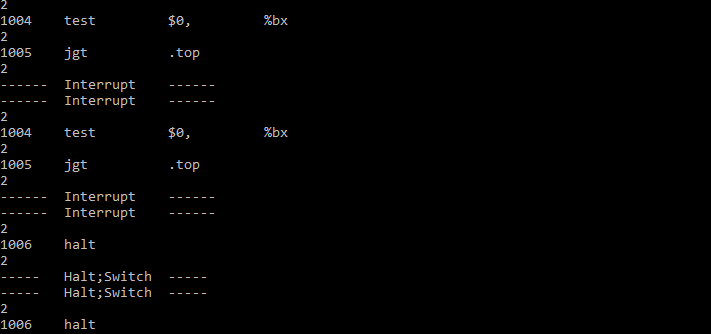 2
1004 test $0, %bx
2
1005 jgt .top
2
------ Interrupt ------
------ Interrupt ------
2
1004 test $0, %bx
2
1005 jgt .top
2
------ Interrupt ------
------ Interrupt ------
2
1006 halt
2
----- Halt;Switch -----
----- Halt;Switch -----
2
1006 halt